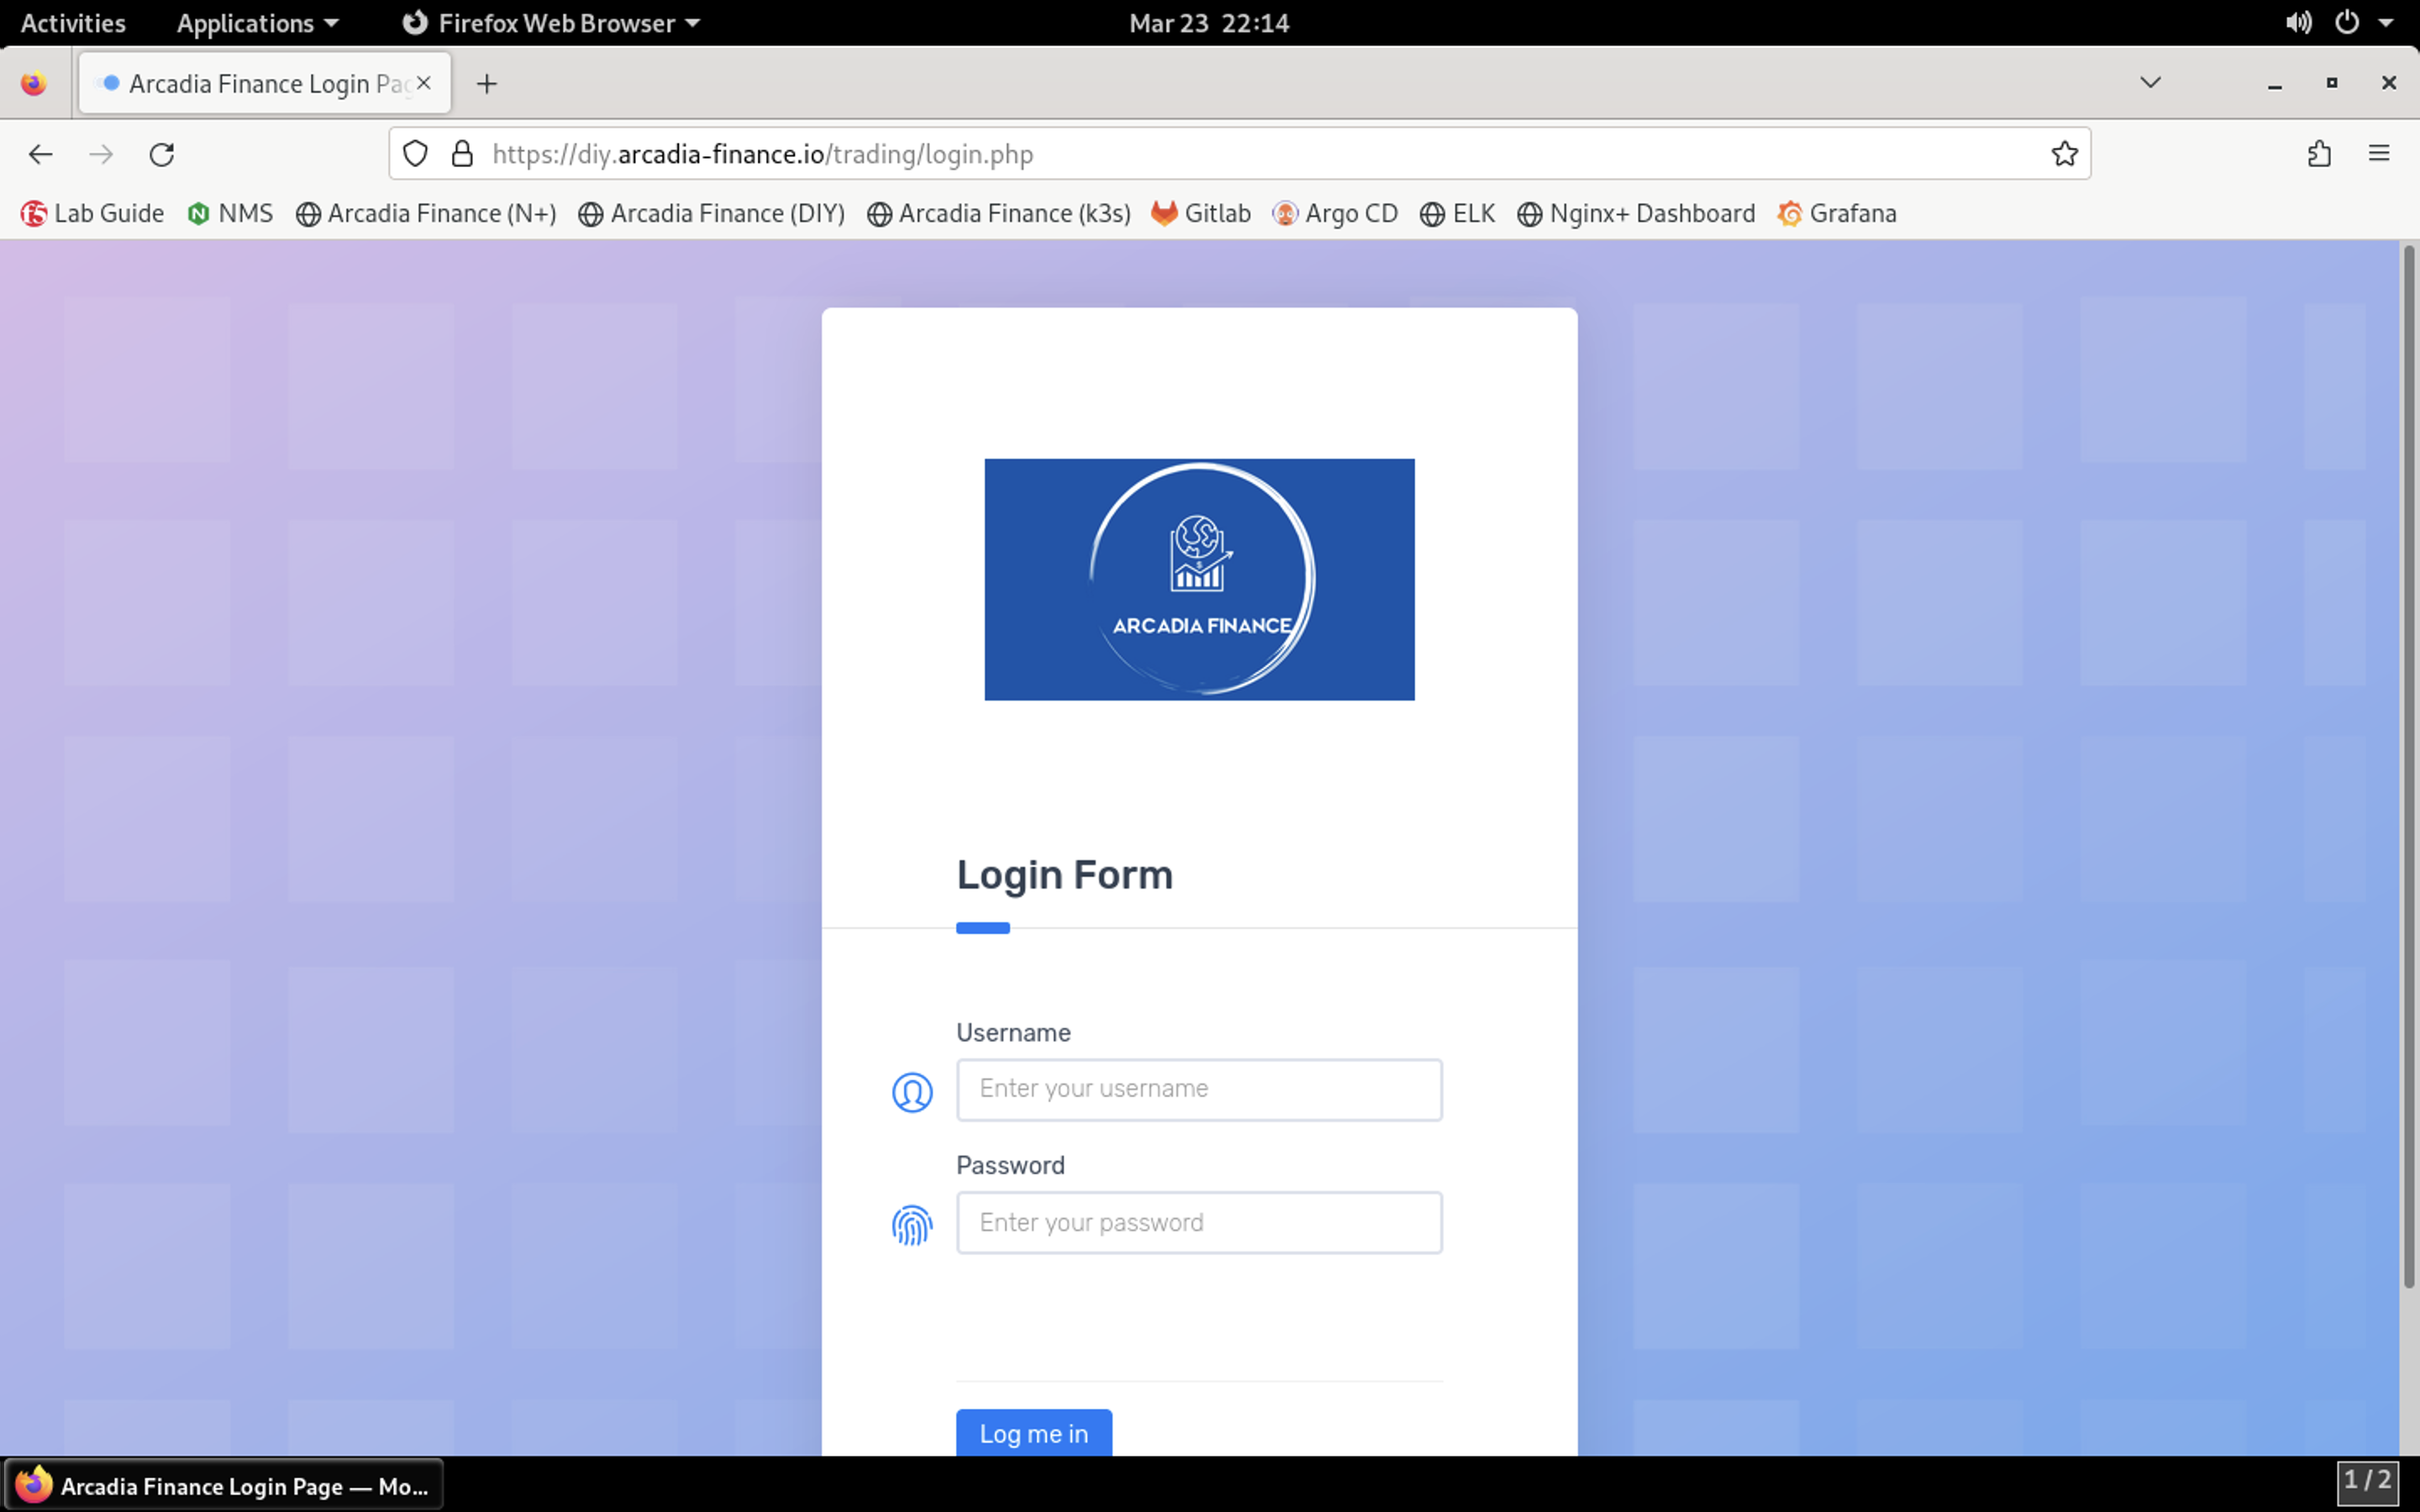 Activities Applications Firefox Web Browser Mar 23 22:14
Arcadia Finance Login Pag
https://diy.arcadia-finance.io/trading/login.php
Lab Guide NMS Arcadia Finance (N+) Arcadia Finance (DIY) Arcadia Finance (k3s) Gitlab Argo CD ELK Nginx+ Dashboard Grafana
ARCADIA FINANCE
Login Form
Username
Enter your username
Password
Enter your password
Log me in
Arcadia Finance Login Page — Mo... 1 / 2